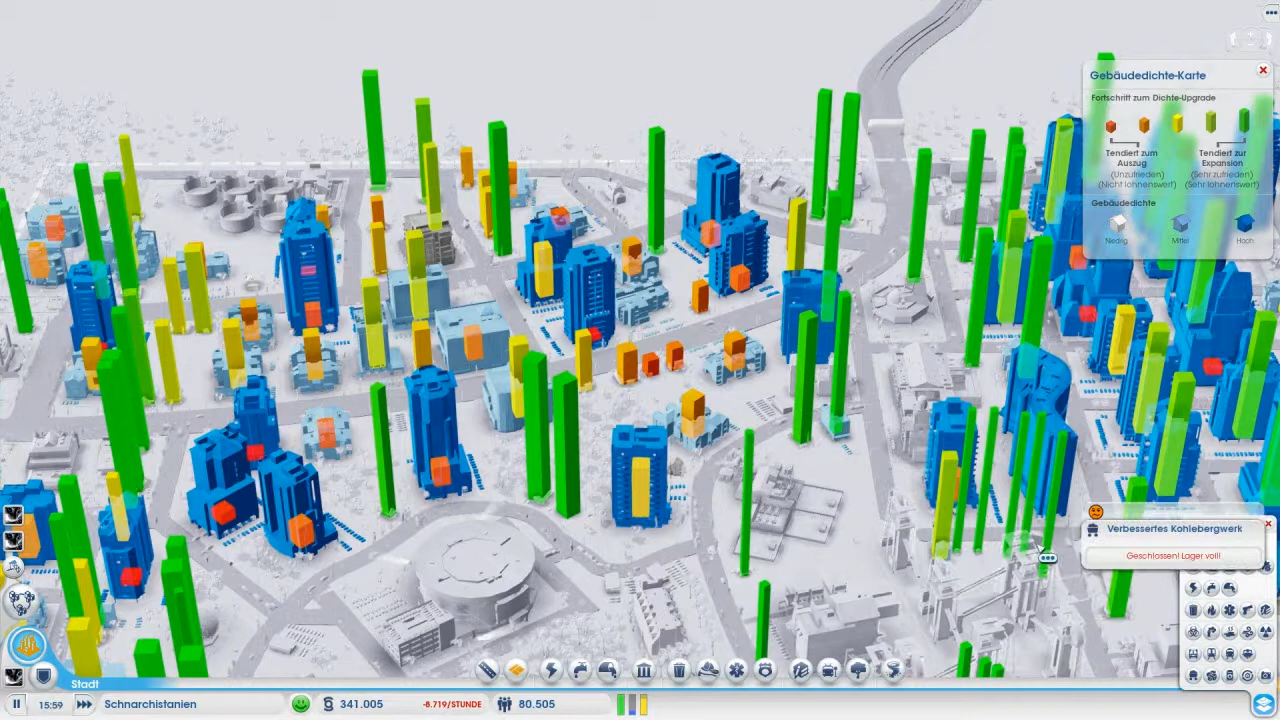 Gebäudedichte-Karte
Fortschritt zum Dichte-Upgrade
Tendiert zum Auszug
(Unzufrieden)
(Nicht lohnenswert)
Tendiert zur Expansion
(Sehr zufrieden)
(Sehr lohnenswert)
Gebäudedichte
Niedrig
Mittel
Hoch
Verbessertes Kohlebergwerk
Geschlossen! Lager voll!
Stadt
15:59
Schnarchistanien
341.005
-8.719/STUNDE
80.505